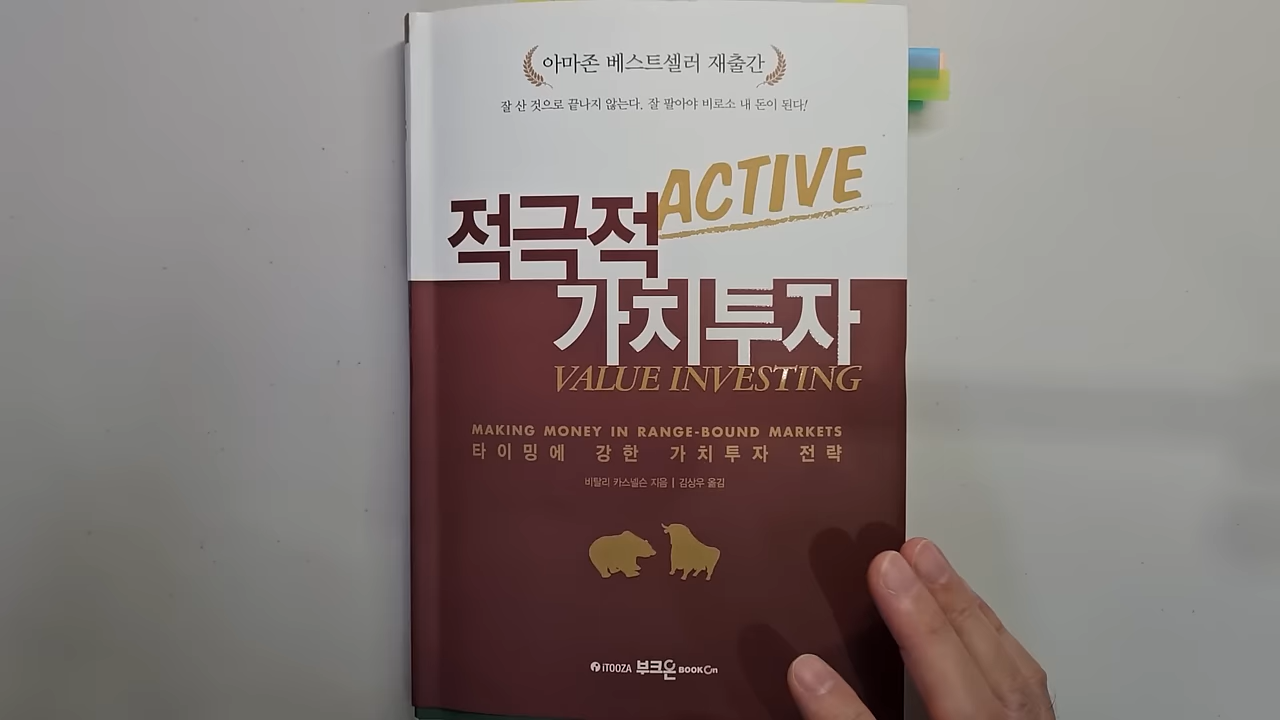 아마존 베스트셀러 재출간
잘 산 것으로 끝나지 않는다. 잘 팔아야 비로소 내 돈이 된다!
ACTIVE
적극적
가치투자
VALUE INVESTING
MAKING MONEY IN RANGE-BOUND MARKETS
타이밍에 강한 가치투자 전략
비탈리 카스넬슨 지음 | 김상우 옮김
iTOOZA 부크온 BOOKOn